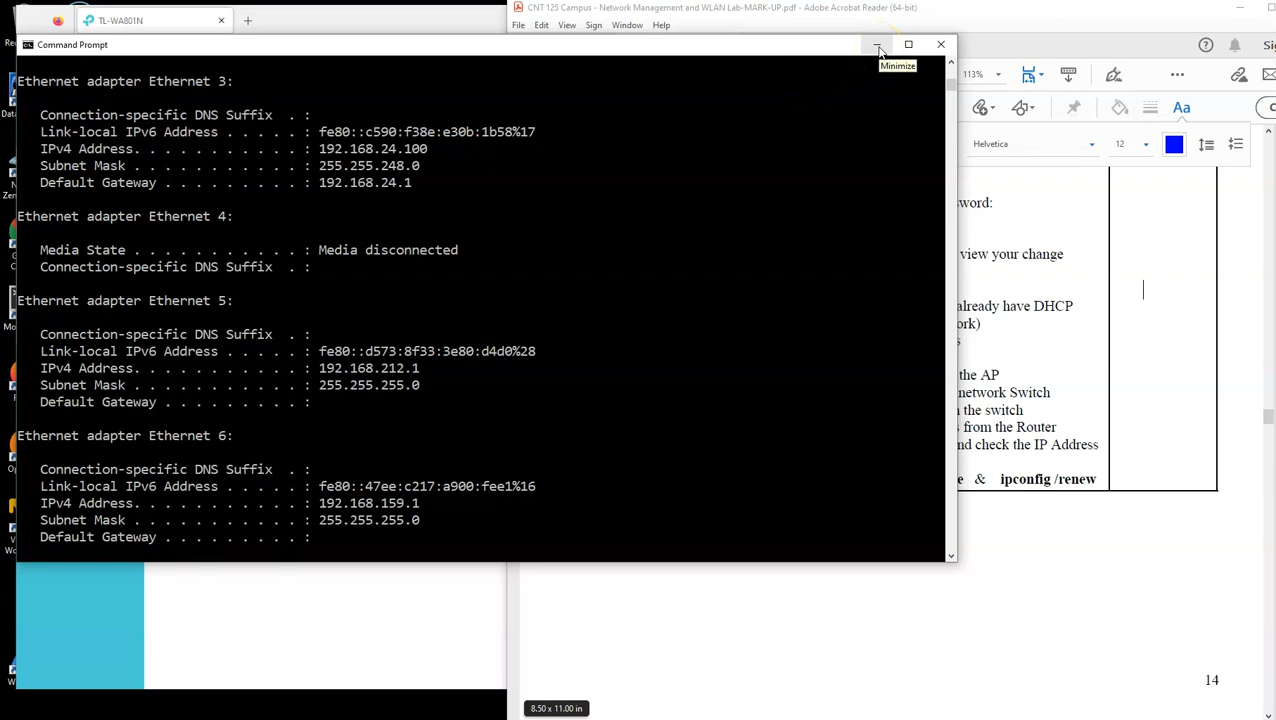 TL-WA801N
CNT 125 Campus - Network Management and WLAN Lab-MARK-UP.pdf - Adobe Acrobat Reader (64-bit)
File Edit View Sign Window Help
Command Prompt
Minimize
113%
Aa
Helvetica 12
Ethernet adapter Ethernet 3:
Connection-specific DNS Suffix . :
Link-local IPv6 Address . . . . . : fe80::c590:f38e:e30b:1b58%17
IPv4 Address. . . . . . . . . . . : 192.168.24.100
Subnet Mask . . . . . . . . . . . : 255.255.248.0
Default Gateway . . . . . . . . . : 192.168.24.1
Ethernet adapter Ethernet 4:
Media State . . . . . . . . . . . : Media disconnected
Connection-specific DNS Suffix . :
Ethernet adapter Ethernet 5:
Connection-specific DNS Suffix . :
Link-local IPv6 Address . . . . . : fe80::d573:8f33:3e80:d4d0%28
IPv4 Address. . . . . . . . . . . : 192.168.212.1
Subnet Mask . . . . . . . . . . . : 255.255.255.0
Default Gateway . . . . . . . . . :
Ethernet adapter Ethernet 6:
Connection-specific DNS Suffix . :
Link-local IPv6 Address . . . . . : fe80::47ee:c217:a900:fee1%16
IPv4 Address. . . . . . . . . . . : 192.168.159.1
Subnet Mask . . . . . . . . . . . : 255.255.255.0
Default Gateway . . . . . . . . . :
sword:
view your change
already have DHCP
ork)
s
the AP
network Switch
n the switch
s from the Router
nd check the IP Address
e & ipconfig /renew
14
8.50 x 11.00 in